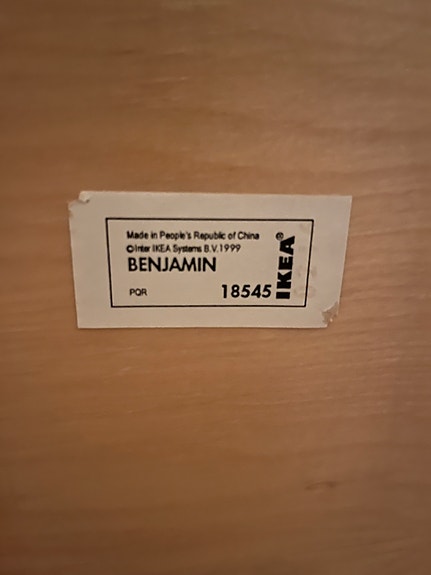 Made in People's Republic of China
©Inter IKEA Systems B.V.1999
BENJAMIN
PQR
18545
IKEA®